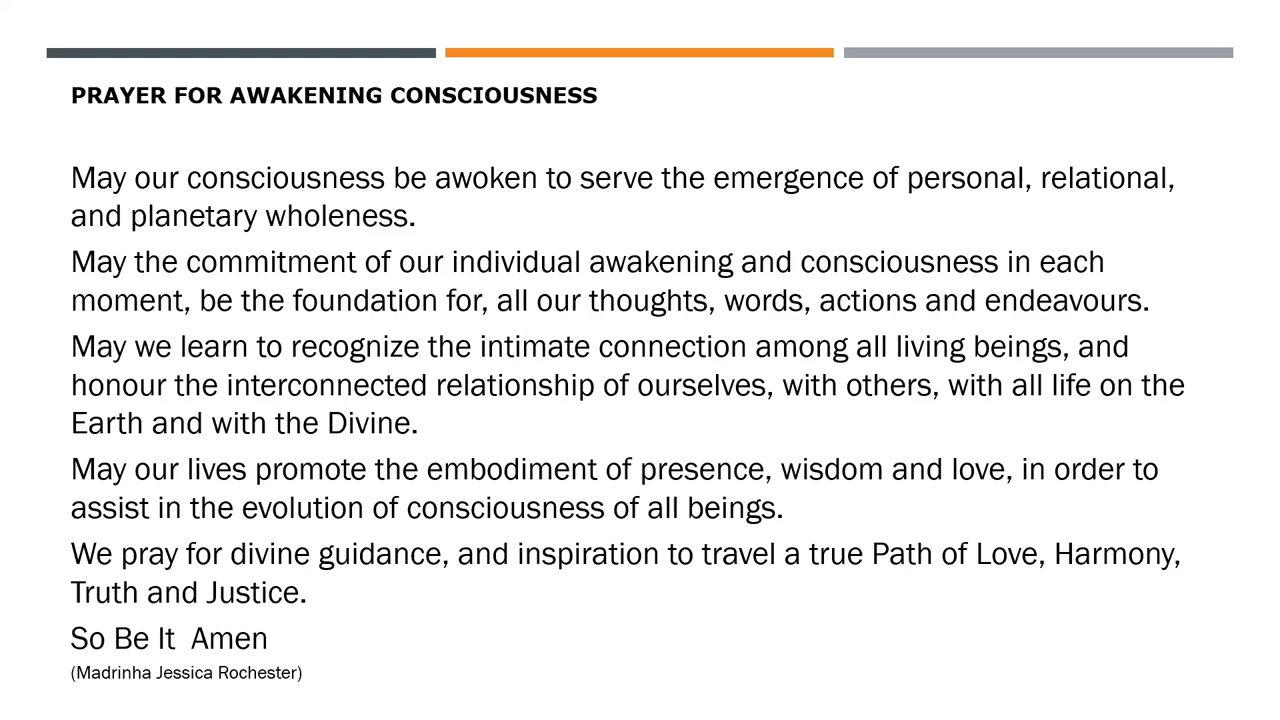 PRAYER FOR AWAKENING CONSCIOUSNESS
May our consciousness be awoken to serve the emergence of personal, relational,
and planetary wholeness.
May the commitment of our individual awakening and consciousness in each
moment, be the foundation for, all our thoughts, words, actions and endeavours.
May we learn to recognize the intimate connection among all living beings, and
honour the interconnected relationship of ourselves, with others, with all life on the
Earth and with the Divine.
May our lives promote the embodiment of presence, wisdom and love, in order to
assist in the evolution of consciousness of all beings.
We pray for divine guidance, and inspiration to travel a true Path of Love, Harmony,
Truth and Justice.
So Be It  Amen
(Madrinha Jessica Rochester)